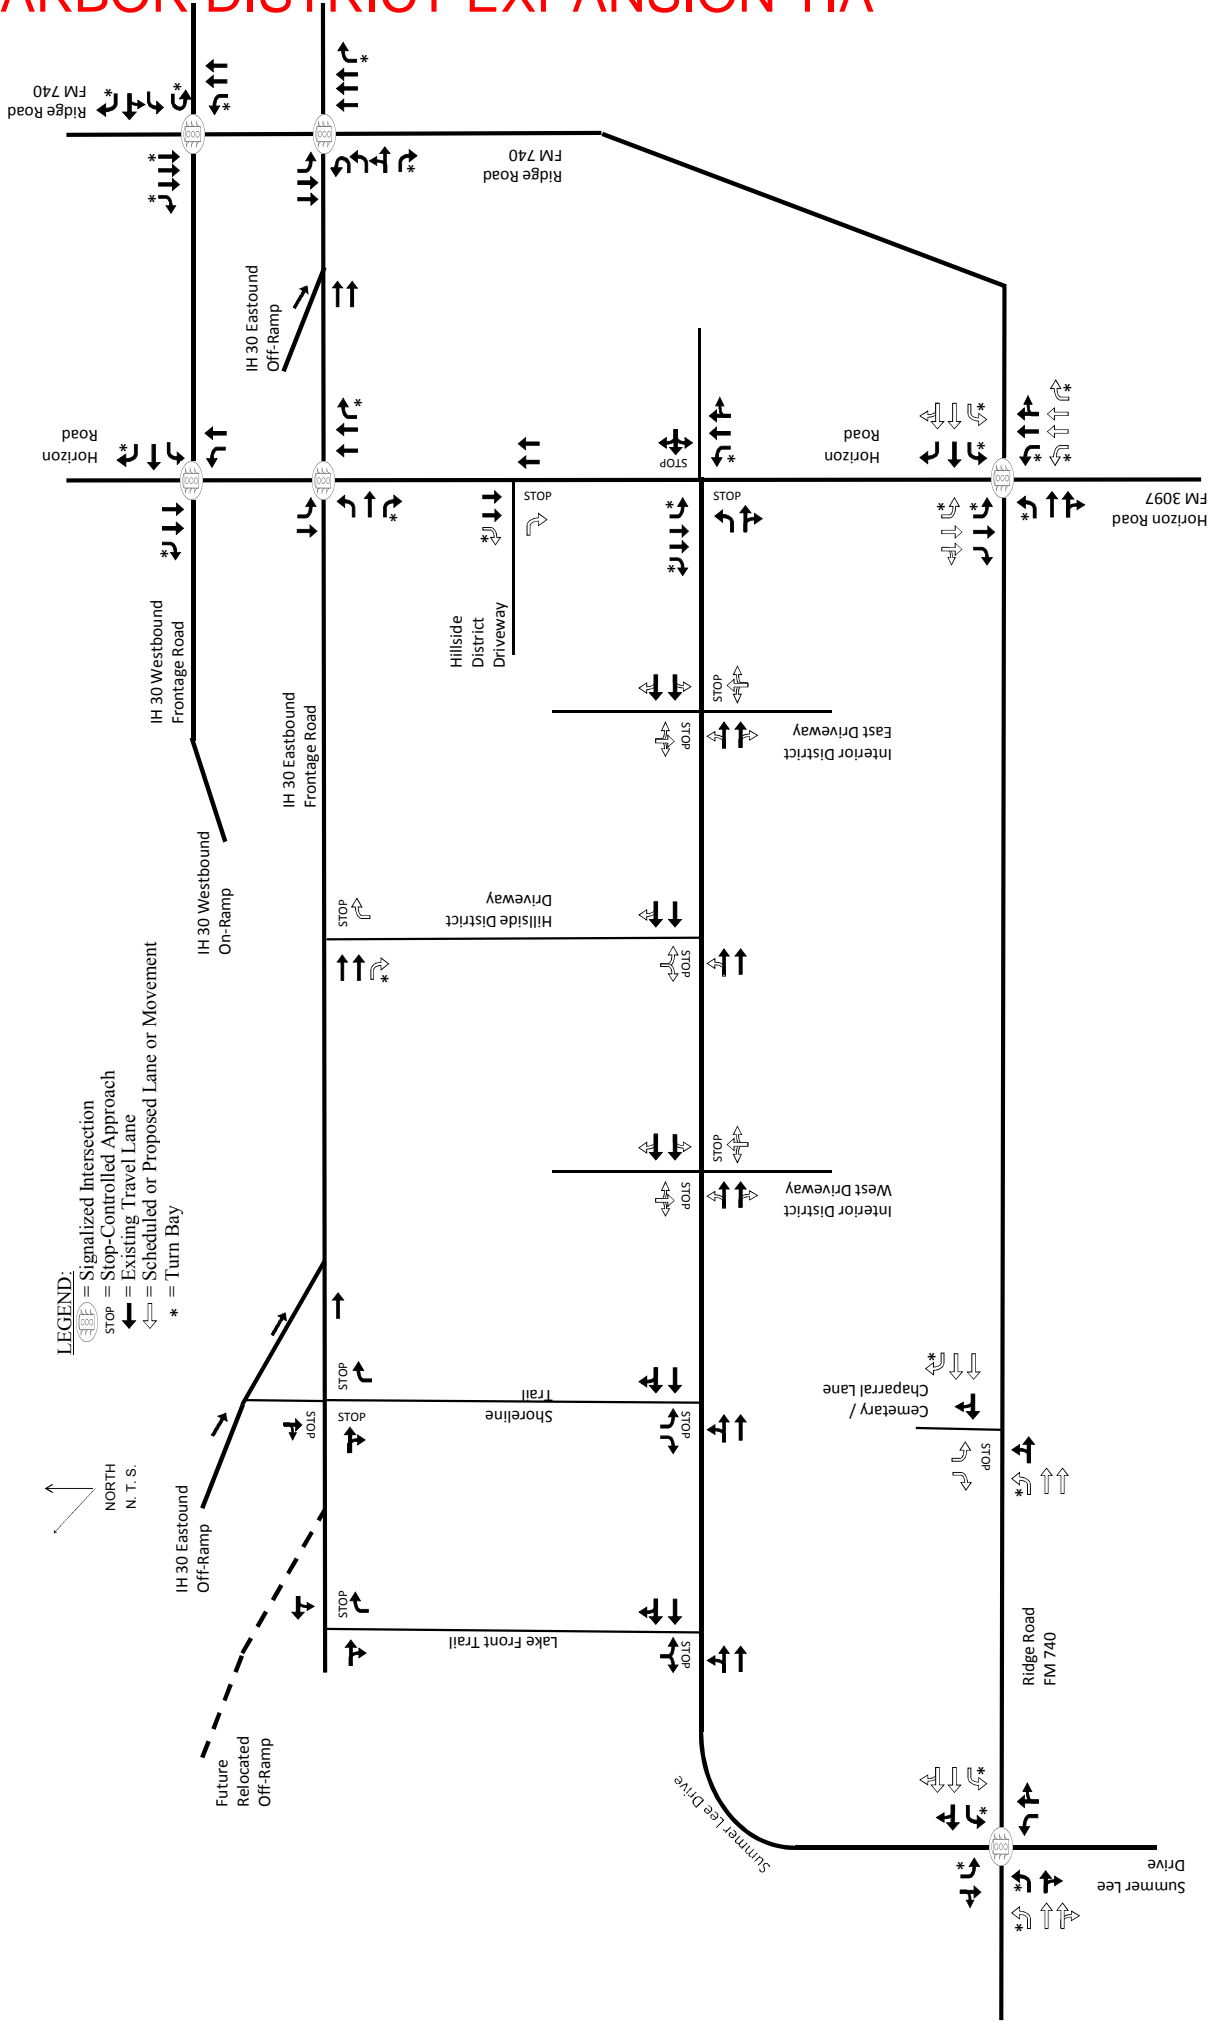 ARBOR DISTRICT EXPANSION TIA
Ridge Road
FM 740
Ridge Road
FM 740
IH 30 Eastound
Off-Ramp
Horizon
Road
STOP
STOP
STOP
Horizon
Road
Horizon Road
FM 3097
Hillside
District
Driveway
IH 30 Westbound
Frontage Road
IH 30 Eastbound
Frontage Road
STOP
STOP
Interior District
East Driveway
IH 30 Westbound
On-Ramp
STOP
Hillside District
Driveway
STOP
LEGEND:
= Signalized Intersection
STOP = Stop-Controlled Approach
= Existing Travel Lane
= Scheduled or Proposed Lane or Movement
* = Turn Bay
STOP
STOP
Interior District
West Driveway
STOP
STOP
STOP
Shoreline
Trail
STOP
Cemetary /
Chaparral Lane
STOP
NORTH
N. T. S.
IH 30 Eastound
Off-Ramp
STOP
Lake Front Trail
STOP
Ridge Road
FM 740
Future
Relocated
Off-Ramp
Summer Lee Drive
Summer Lee
Drive